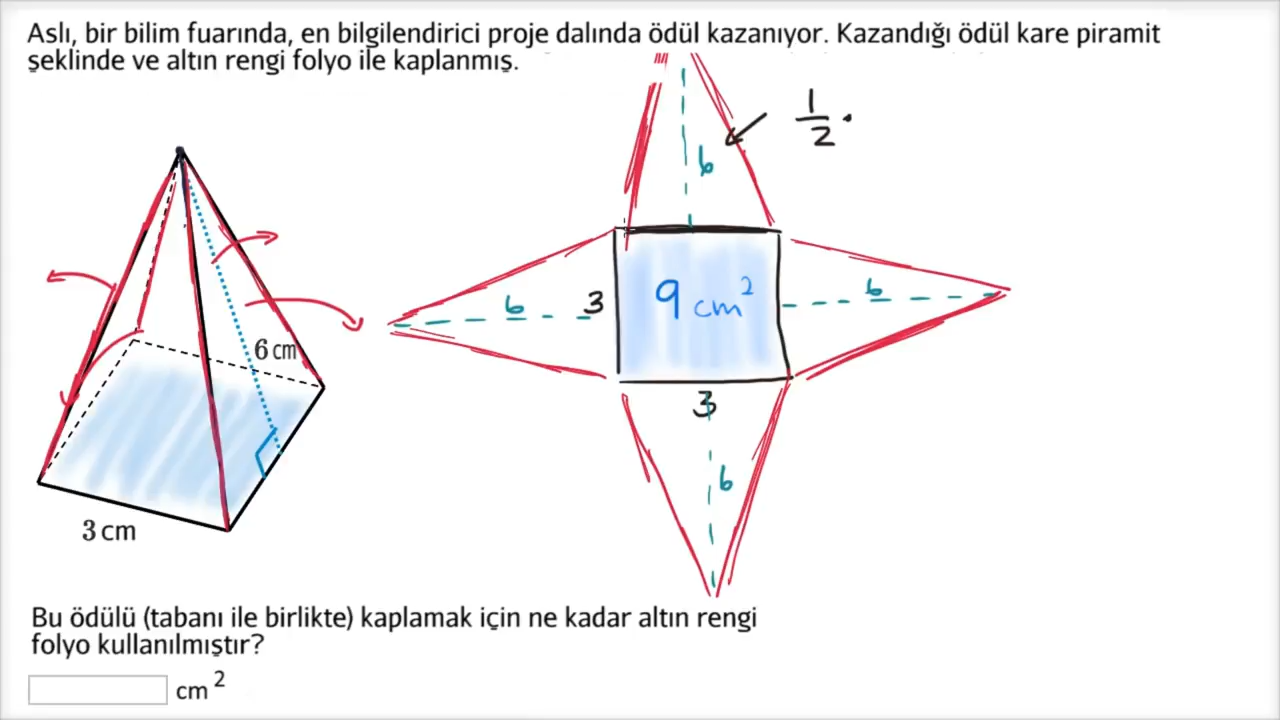 Aslı, bir bilim fuarında, en bilgilendirici proje dalında ödül kazanıyor. Kazandığı ödül kare piramit
şeklinde ve altın rengi folyo ile kaplanmış.
1/2 ·
6
6
3
9 cm²
6
6 cm
3
6
3 cm
Bu ödülü (tabanı ile birlikte) kaplamak için ne kadar altın rengi
folyo kullanılmıştır?
cm²